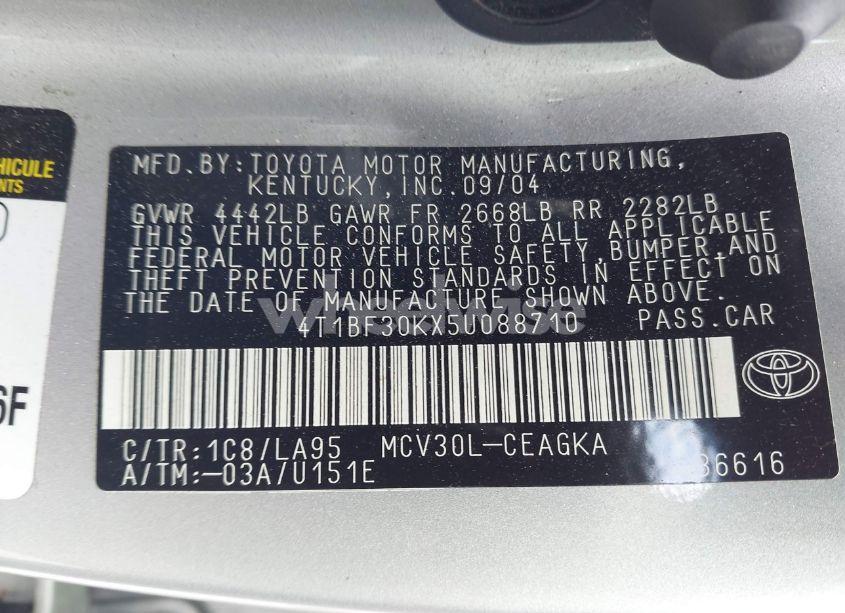 HICULE
NTS
6F
MFD.BY:TOYOTA MOTOR MANUFACTURING,
KENTUCKY,INC.09/04
GVWR 4442LB GAWR FR 2668LB RR 2282LB
THIS VEHICLE CONFORMS TO ALL APPLICABLE
FEDERAL MOTOR VEHICLE SAFETY,BUMPER,AND
THEFT PREVENTION STANDARDS IN EFFECT ON
THE DATE OF MANUFACTURE SHOWN ABOVE.
wheelwise
4T1BF30KX5U088710 PASS.CAR
C/TR:1C8/LA95 MCV30L-CEAGKA
A/TM:-03A/U151E 36616